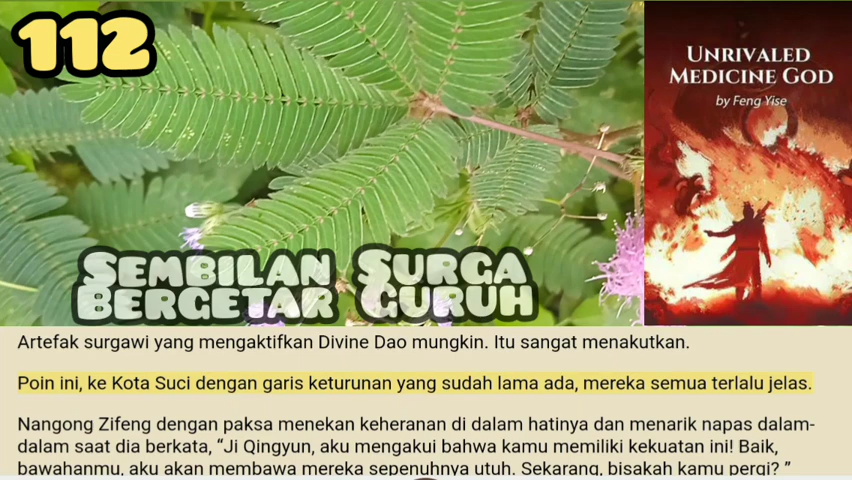 112
UNRIVALED
MEDICINE GOD
by Feng Yise
SEMBILAN SURGA
BERGETAR GURUH
Artefak surgawi yang mengaktifkan Divine Dao mungkin. Itu sangat menakutkan.
Poin ini, ke Kota Suci dengan garis keturunan yang sudah lama ada, mereka semua terlalu jelas.
Nangong Zifeng dengan paksa menekan keheranan di dalam hatinya dan menarik napas dalam-
dalam saat dia berkata, “Ji Qingyun, aku mengakui bahwa kamu memiliki kekuatan ini! Baik,
bawahanmu, aku akan membawa mereka sepenuhnya utuh. Sekarang, bisakah kamu pergi? ”